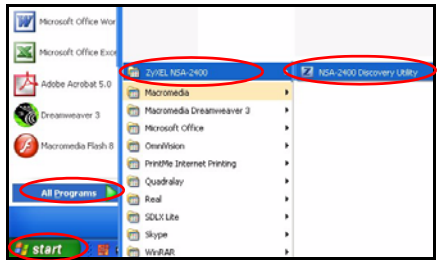 Microsoft Office Wor
Microsoft Office Exce
Adobe Acrobat 5.0
Dreamweaver 3
Macromedia Flash 8
All Programs
start
ZyXEL NSA-2400
Macromedia
Macromedia Dreamweaver 3
Microsoft Office
OmniVision
PrintMe Internet Printing
Quadralay
Real
SDLX Lite
Skype
WinRAR
NSA-2400 Discovery Utility